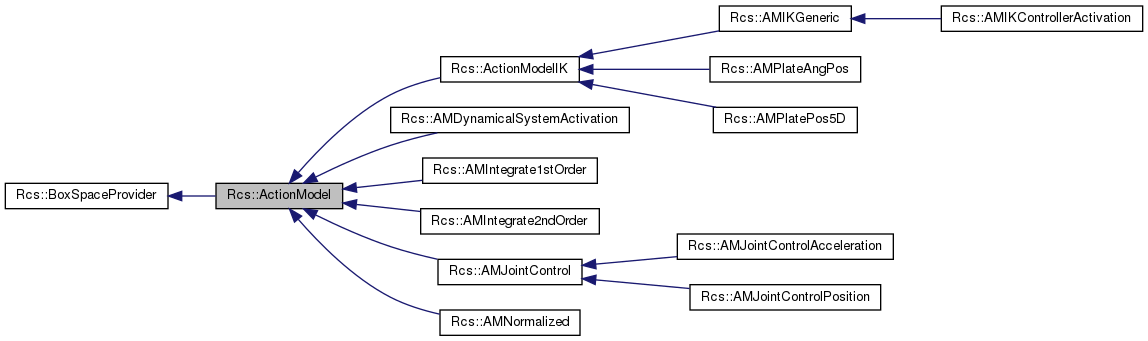 Rcs::AMIKGeneric
Rcs::AMIKControllerActivation
Rcs::ActionModelIK
Rcs::AMPlateAngPos
Rcs::AMPlatePos5D
Rcs::AMDynamicalSystemActivation
Rcs::AMIntegrate1stOrder
Rcs::BoxSpaceProvider
Rcs::ActionModel
Rcs::AMIntegrate2ndOrder
Rcs::AMJointControlAcceleration
Rcs::AMJointControl
Rcs::AMJointControlPosition
Rcs::AMNormalized